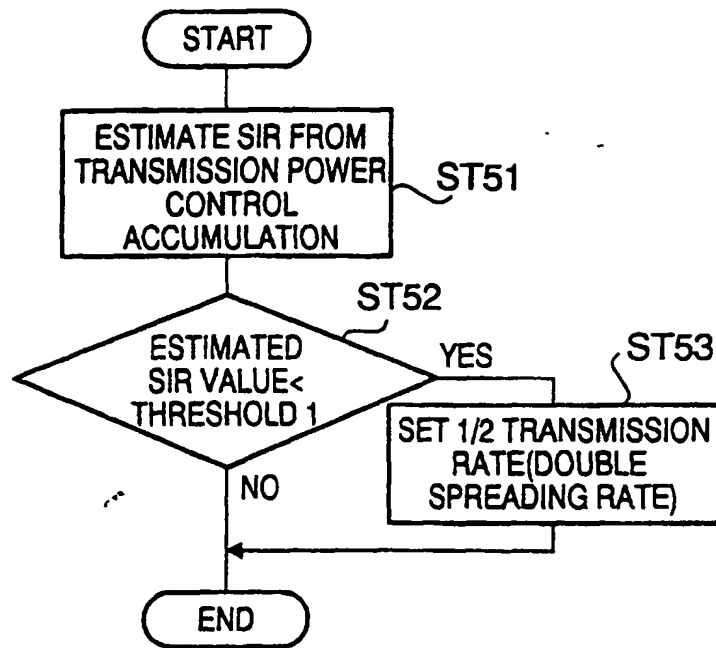 START
ESTIMATE SIR FROM
TRANSMISSION POWER
CONTROL
ACCUMULATION
ST51
ST52
ESTIMATED
SIR VALUE<
THRESHOLD 1
YES
ST53
SET 1/2 TRANSMISSION
RATE(DOUBLE
SPREADING RATE)
NO
END